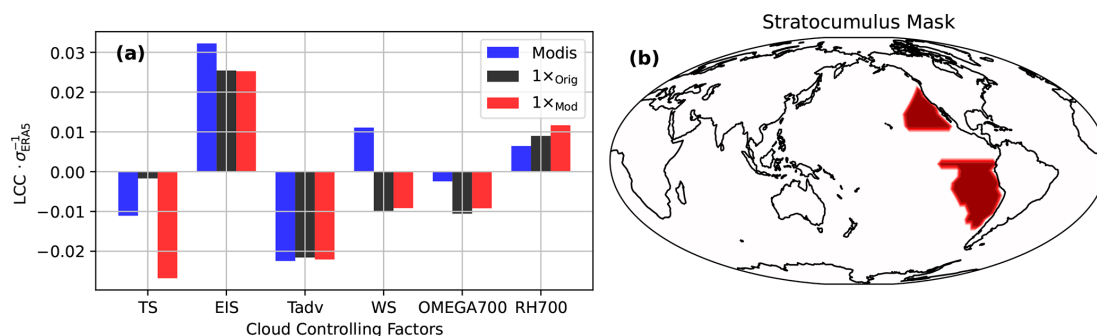 Stratocumulus Mask
(a)
(b)
Modis
1×Orig
1×Mod
0.03
0.02
0.01
0.00
−0.01
−0.02
LCC · σ⁻¹ERA5
TS EIS Tadv WS OMEGA700 RH700
Cloud Controlling Factors